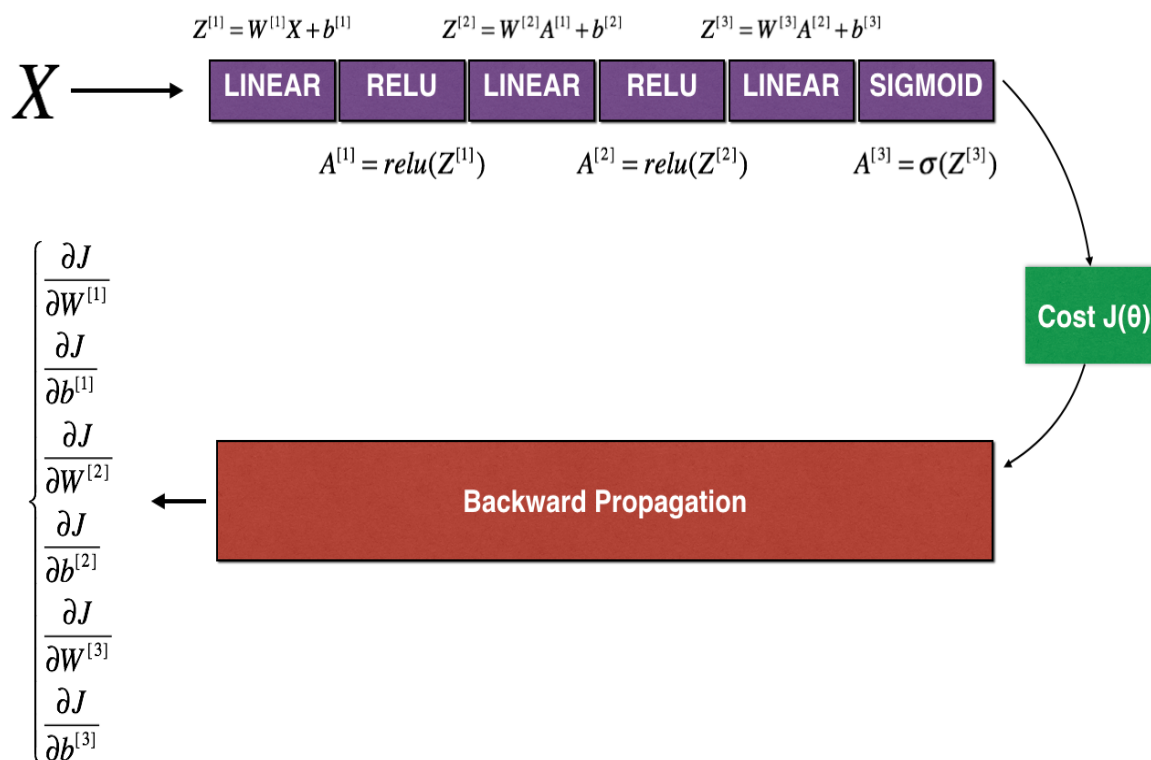 Z^[1] = W^[1]X + b^[1] Z^[2] = W^[2]A^[1] + b^[2] Z^[3] = W^[3]A^[2] + b^[3]
X LINEAR RELU LINEAR RELU LINEAR SIGMOID
A^[1] = relu(Z^[1]) A^[2] = relu(Z^[2]) A^[3] = σ(Z^[3])
Cost J(θ)
Backward Propagation
∂J
∂W^[1]
∂J
∂b^[1]
∂J
∂W^[2]
∂J
∂b^[2]
∂J
∂W^[3]
∂J
∂b^[3]